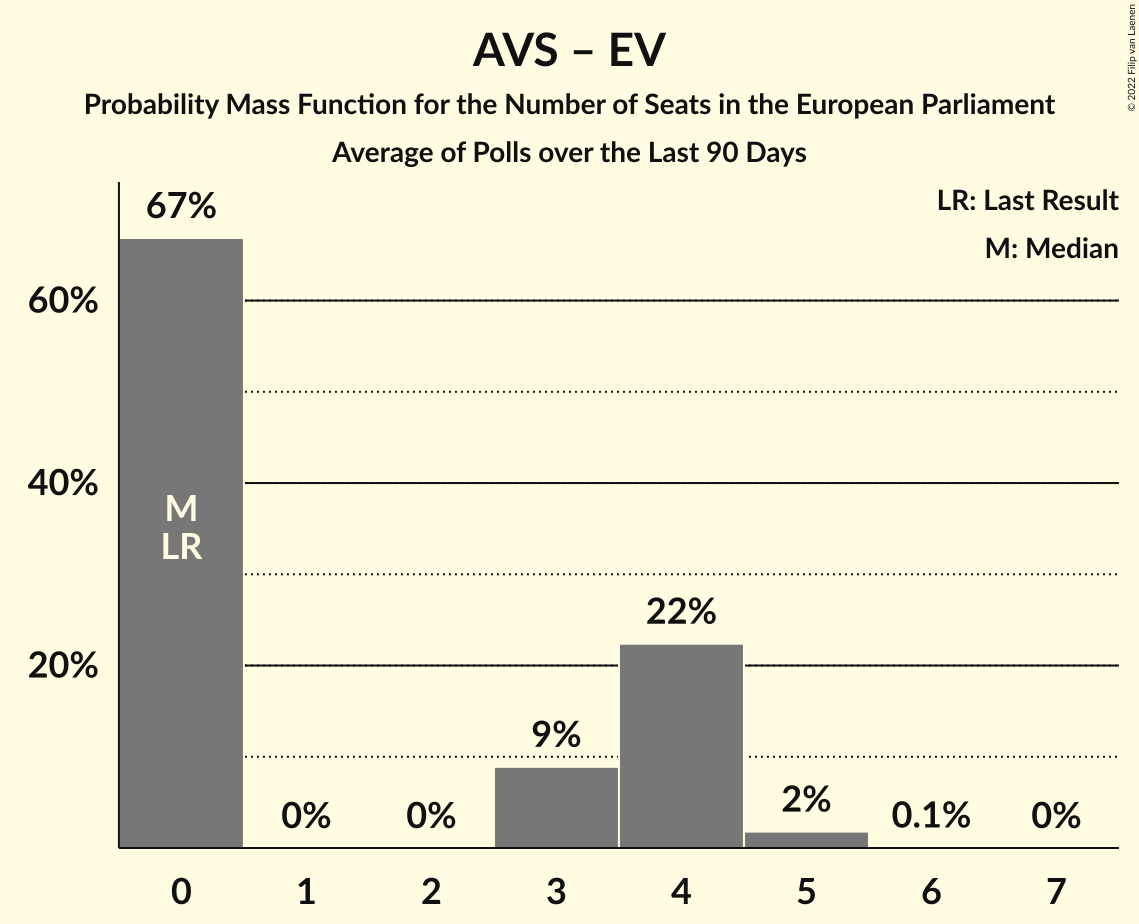 AVS – EV
Probability Mass Function for the Number of Seats in the European Parliament
Average of Polls over the Last 90 Days
© 2022 Filip van Laenen
LR: Last Result
M: Median
67%
60%
40%
20%
M
LR
0%
0%
9%
22%
2%
0.1%
0%
0 1 2 3 4 5 6 7